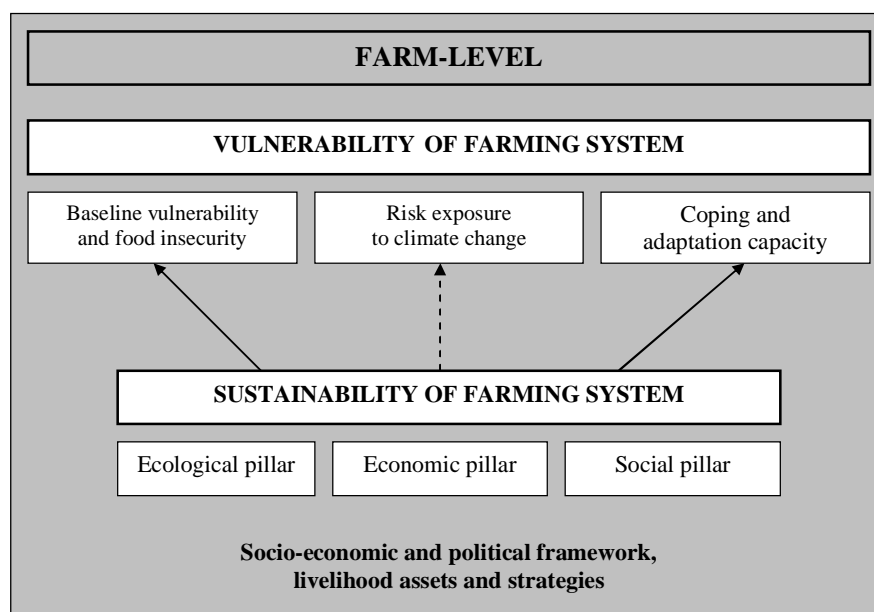 FARM-LEVEL
VULNERABILITY OF FARMING SYSTEM
Baseline vulnerability
and food insecurity
Risk exposure
to climate change
Coping and
adaptation capacity
SUSTAINABILITY OF FARMING SYSTEM
Ecological pillar
Economic pillar
Social pillar
Socio-economic and political framework,
livelihood assets and strategies